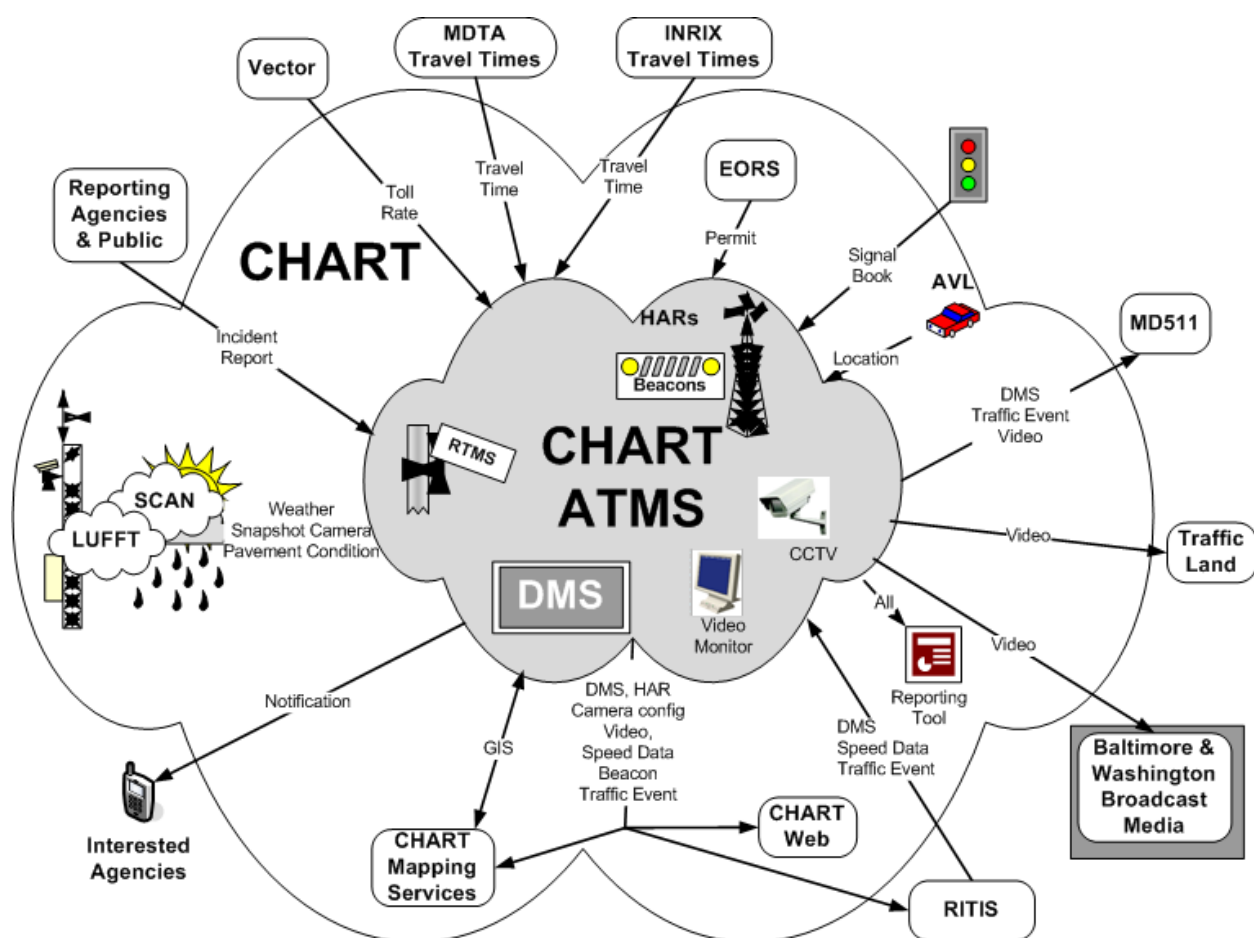 MDTA
Travel Times
INRIX
Travel Times
Vector
Reporting
Agencies
& Public
Travel
Time
Travel
Time
EORS
Toll
Rate
CHART
Permit
Signal
Book
AVL
MD511
HARs
Incident
Report
Location
Beacons
DMS
Traffic Event
Video
RTMS
CHART
ATMS
SCAN
LUFFT
Weather
Snapshot Camera
Pavement Condition
CCTV
Video
Traffic
Land
DMS
Video
Monitor
All
Reporting
Tool
Video
Notification
GIS
DMS, HAR
Camera config
Video,
Speed Data
Beacon
Traffic Event
DMS
Speed Data
Traffic Event
Baltimore &
Washington
Broadcast
Media
Interested
Agencies
CHART
Mapping
Services
CHART
Web
RITIS